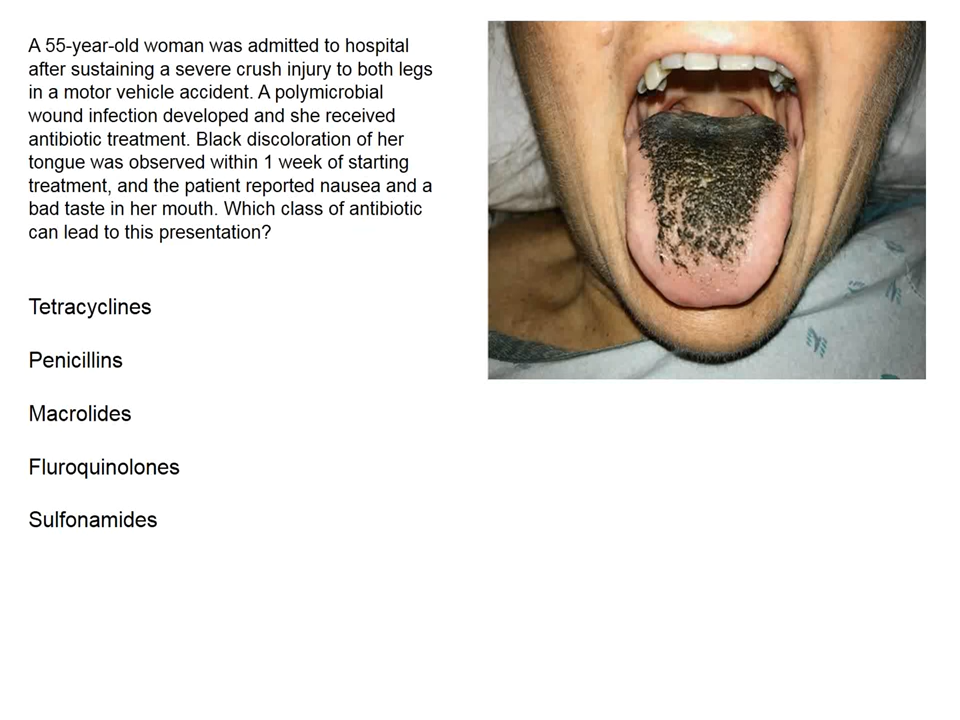 A 55-year-old woman was admitted to hospital
after sustaining a severe crush injury to both legs
in a motor vehicle accident. A polymicrobial
wound infection developed and she received
antibiotic treatment. Black discoloration of her
tongue was observed within 1 week of starting
treatment, and the patient reported nausea and a
bad taste in her mouth. Which class of antibiotic
can lead to this presentation?
Tetracyclines
Penicillins
Macrolides
Fluroquinolones
Sulfonamides